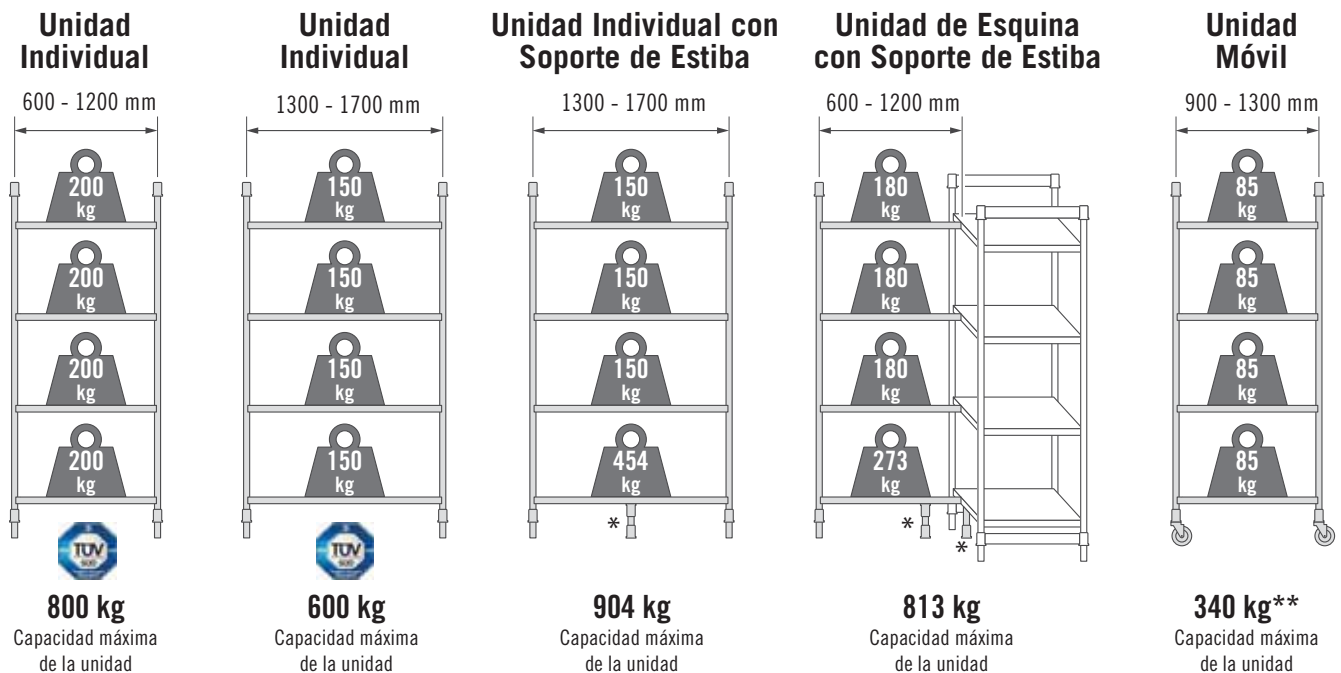 Unidad
Individual
600 - 1200 mm
200
kg
200
kg
200
kg
200
kg
TÜV
SÜD
800 kg
Capacidad máxima
de la unidad
Unidad
Individual
1300 - 1700 mm
150
kg
150
kg
150
kg
150
kg
TÜV
SÜD
600 kg
Capacidad máxima
de la unidad
Unidad Individual con
Soporte de Estiba
1300 - 1700 mm
150
kg
150
kg
150
kg
454
kg
*
904 kg
Capacidad máxima
de la unidad
Unidad de Esquina
con Soporte de Estiba
600 - 1200 mm
180
kg
180
kg
180
kg
273
kg
*
*
813 kg
Capacidad máxima
de la unidad
Unidad
Móvil
900 - 1300 mm
85
kg
85
kg
85
kg
85
kg
340 kg**
Capacidad máxima
de la unidad